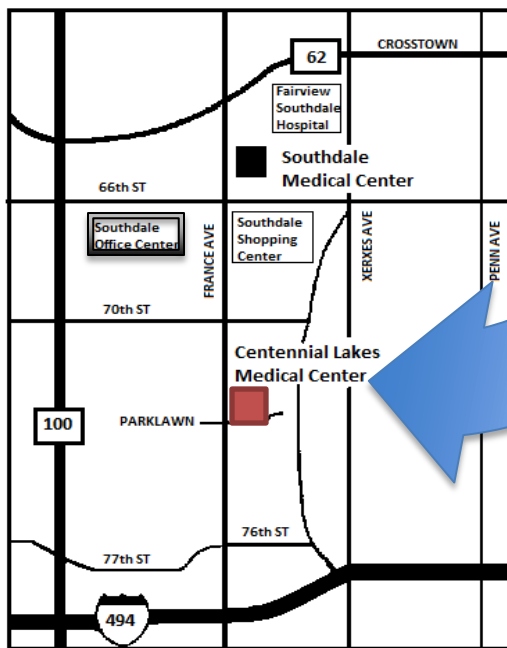 CROSSTOWN
62
Fairview
Southdale
Hospital
Southdale
Medical Center
66th ST
Southdale
Office Center
FRANCE AVE
Southdale
Shopping
Center
XERXES AVE
PENN AVE
70th ST
Centennial Lakes
Medical Center
100
PARKLAWN
76th ST
77th ST
494